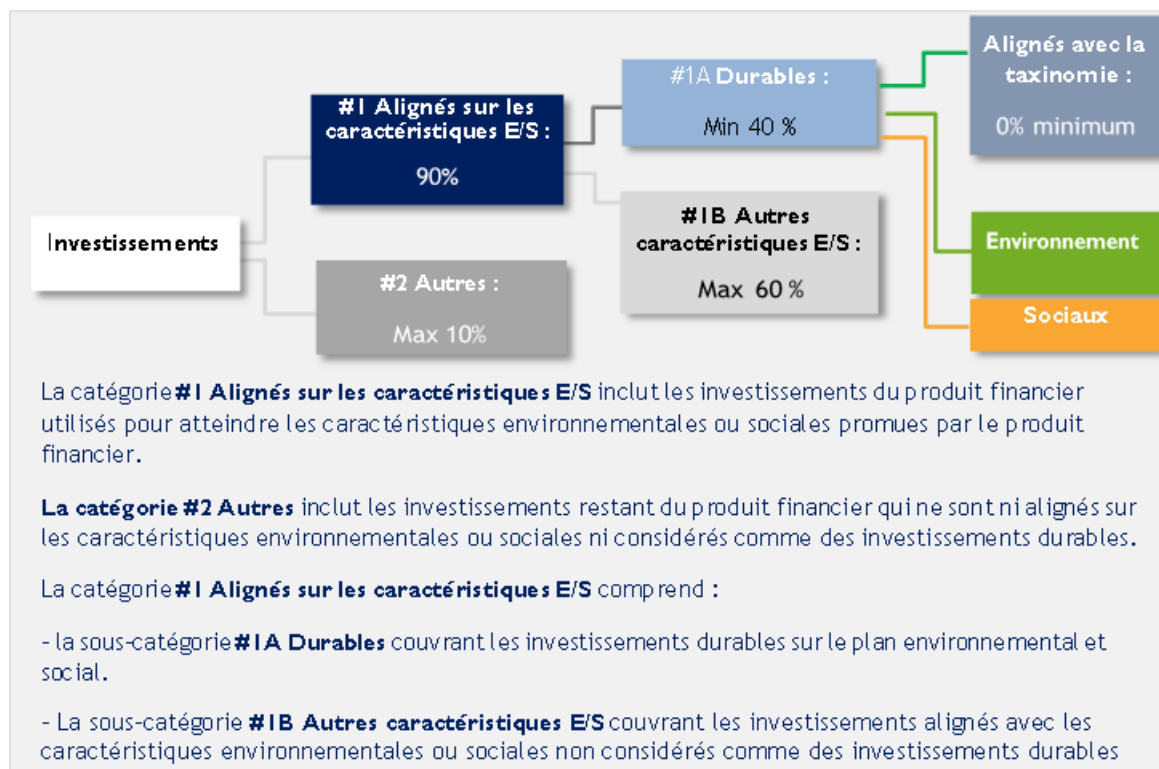 Alignés avec la
taxinomie :
0% minimum
#1A Durables :
Min 40 %
#1 Alignés sur les
caractéristiques E/S :
90%
#1B Autres
caractéristiques E/S :
Max 60 %
Investissements
Environnement
#2 Autres :
Max 10%
Sociaux
La catégorie #1 Alignés sur les caractéristiques E/S inclut les investissements du produit financier
utilisés pour atteindre les caractéristiques environnementales ou sociales promues par le produit
financier.
La catégorie #2 Autres inclut les investissements restant du produit financier qui ne sont ni alignés sur
les caractéristiques environnementales ou sociales ni considérés comme des investissements durables.
La catégorie #1 Alignés sur les caractéristiques E/S comprend :
- la sous-catégorie #1A Durables couvrant les investissements durables sur le plan environnemental et
social.
- La sous-catégorie #1B Autres caractéristiques E/S couvrant les investissements alignés avec les
caractéristiques environnementales ou sociales non considérés comme des investissements durables